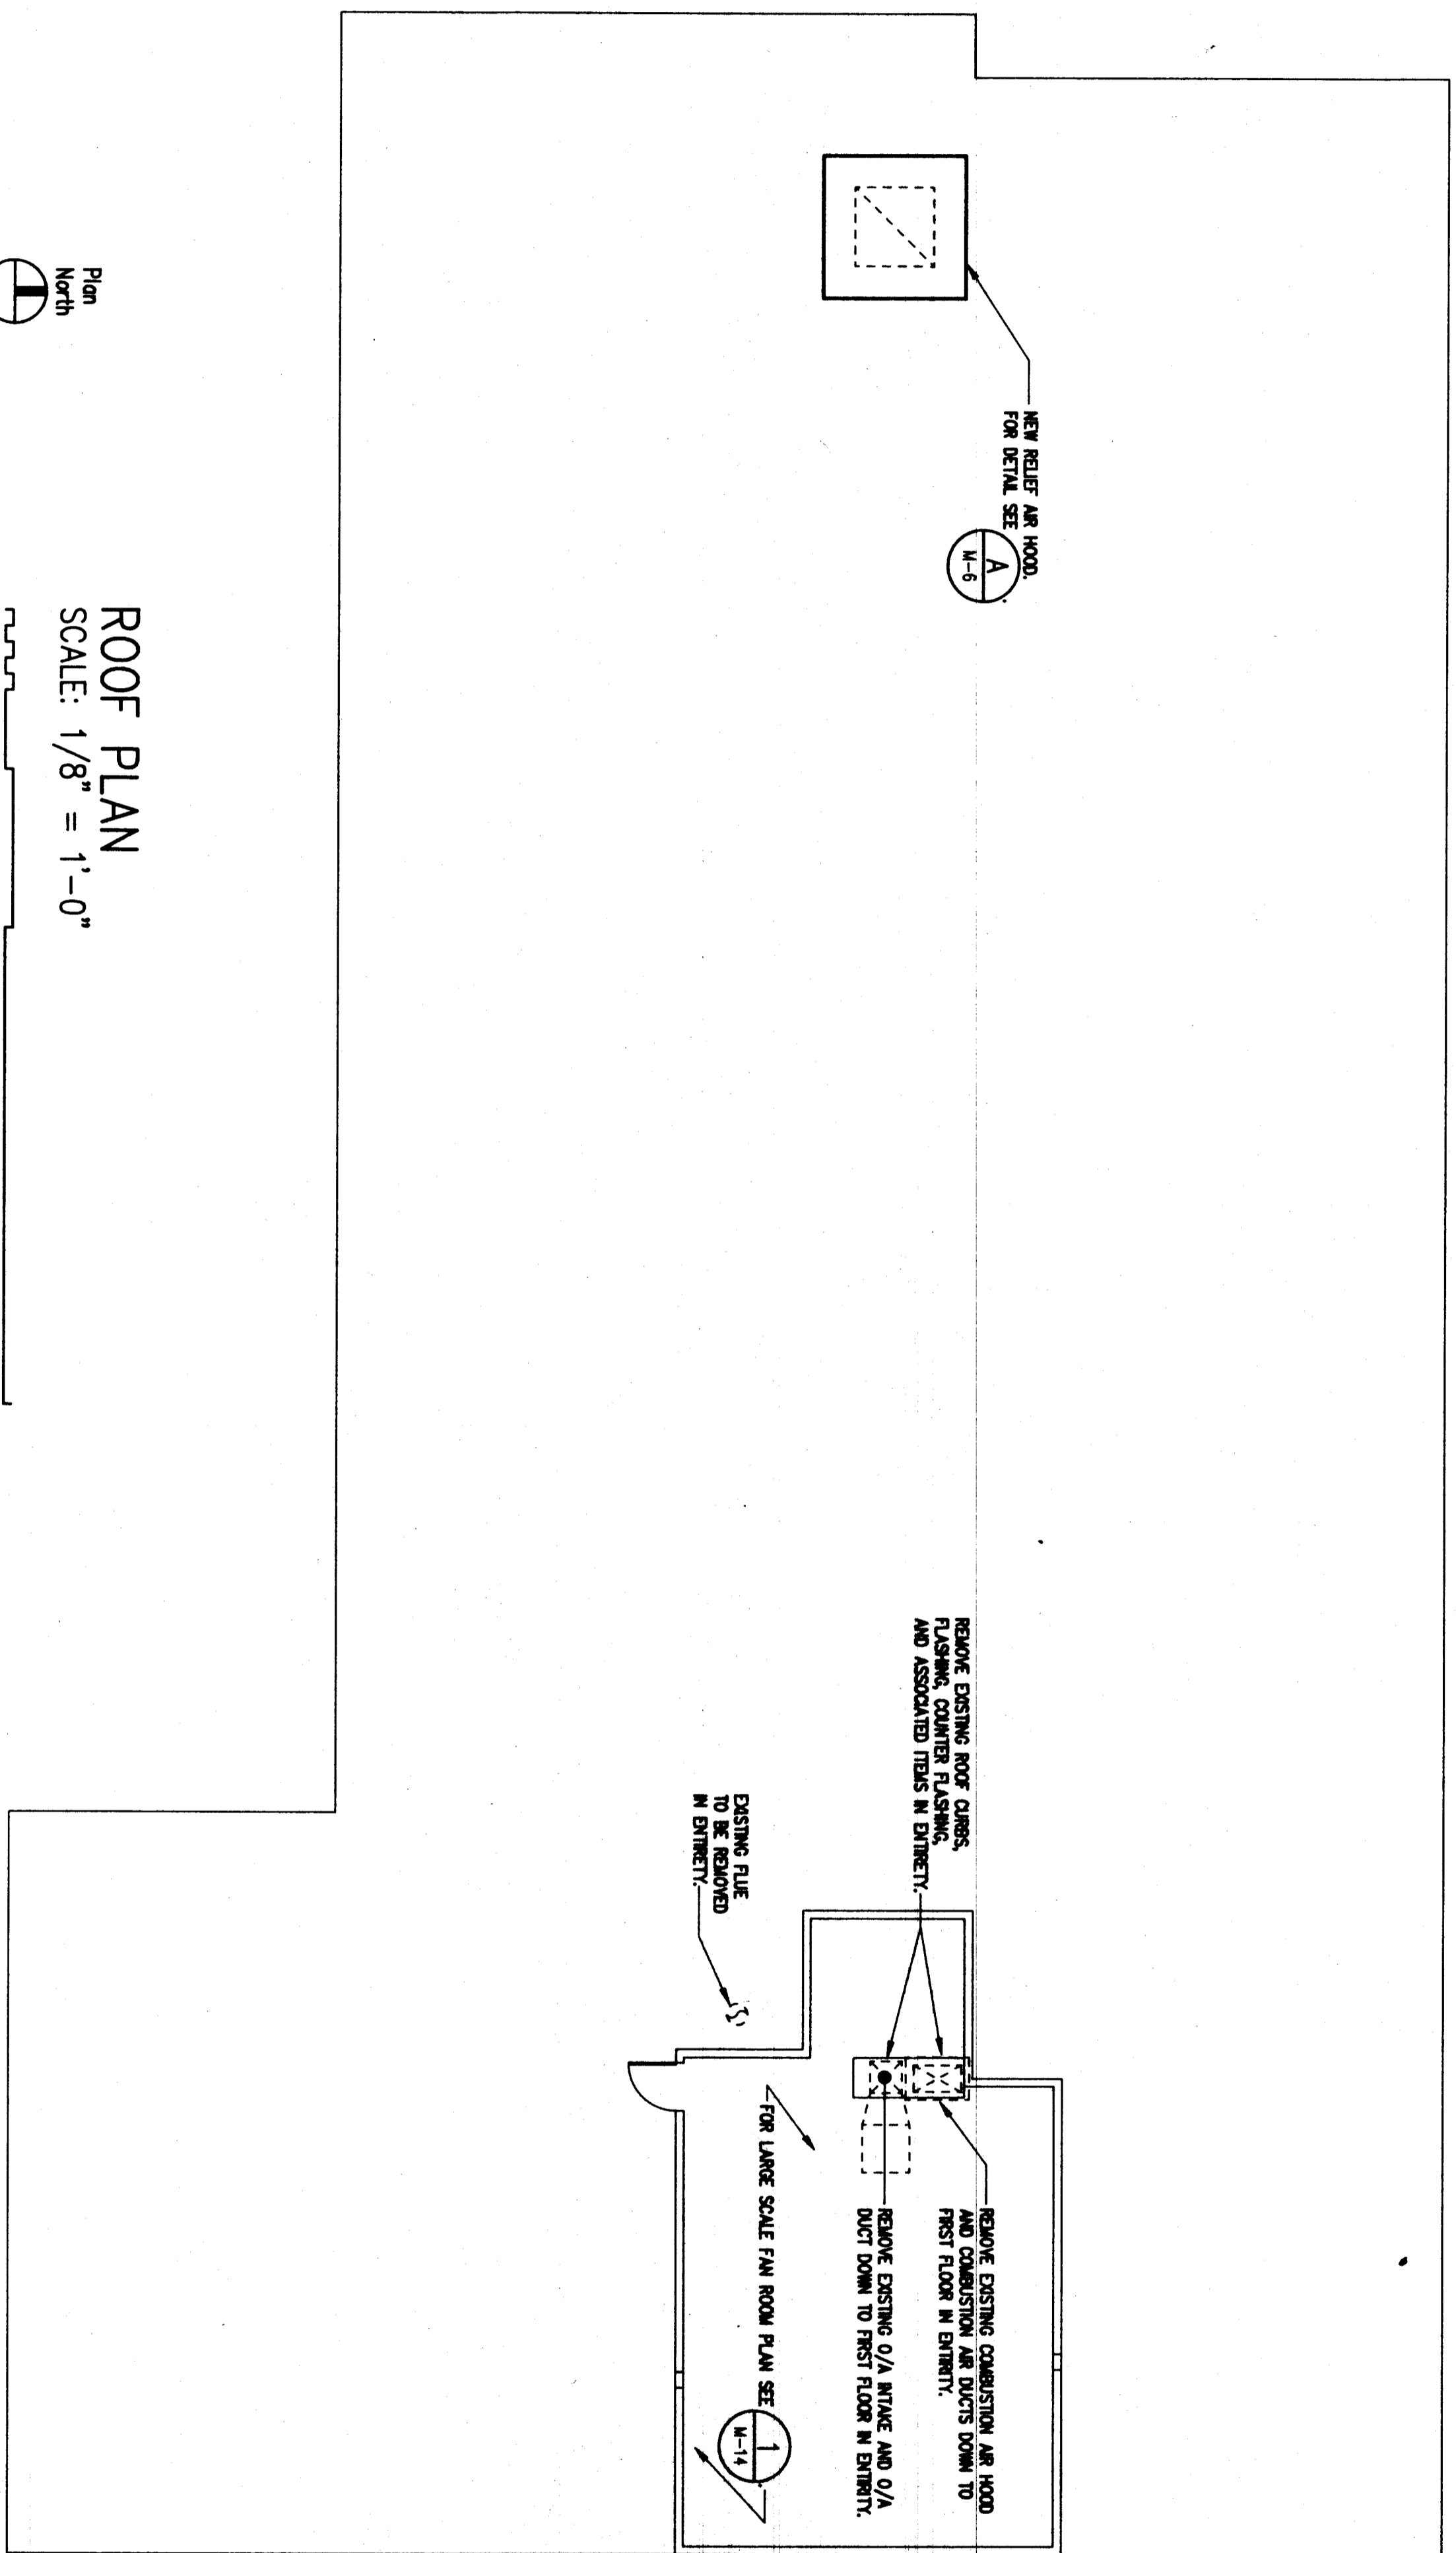 NEW RELIEF AIR HOOD.
FOR DETAIL SEE
A
M-6
REMOVE EXISTING ROOF CURBS,
FLASHING, COUNTER FLASHING,
AND ASSOCIATED ITEMS IN ENTIRETY.
REMOVE EXISTING COMBUSTION AIR HOOD
AND COMBUSTION AIR DUCTS DOWN TO
FIRST FLOOR IN ENTIRITY.
REMOVE EXISTING O/A INTAKE AND O/A
DUCT DOWN TO FIRST FLOOR IN ENTIRITY.
EXISTING FLUE
TO BE REMOVED
IN ENTIRETY.
FOR LARGE SCALE FAN ROOM PLAN SEE
1
M-14
Plan
North
ROOF PLAN
SCALE: 1/8" = 1'-0"